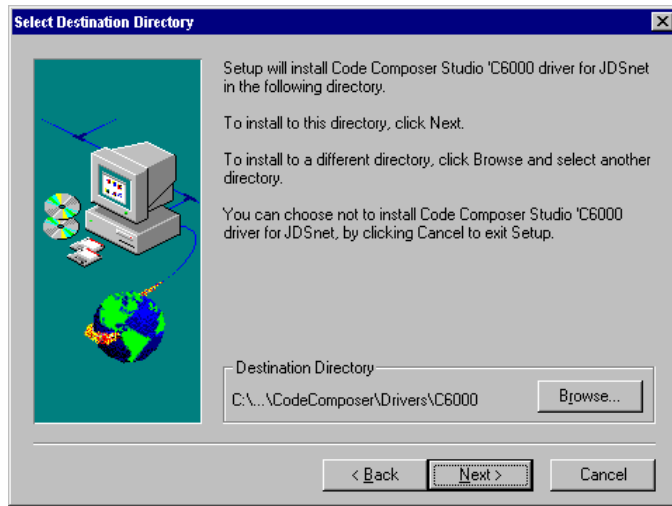 Select Destination Directory
Setup will install Code Composer Studio 'C6000 driver for JDSnet
in the following directory.
To install to this directory, click Next.
To install to a different directory, click Browse and select another
directory.
You can choose not to install Code Composer Studio 'C6000
driver for JDSnet, by clicking Cancel to exit Setup.
Destination Directory
C:\...\CodeComposer\Drivers\C6000
Browse...
< Back
Next >
Cancel